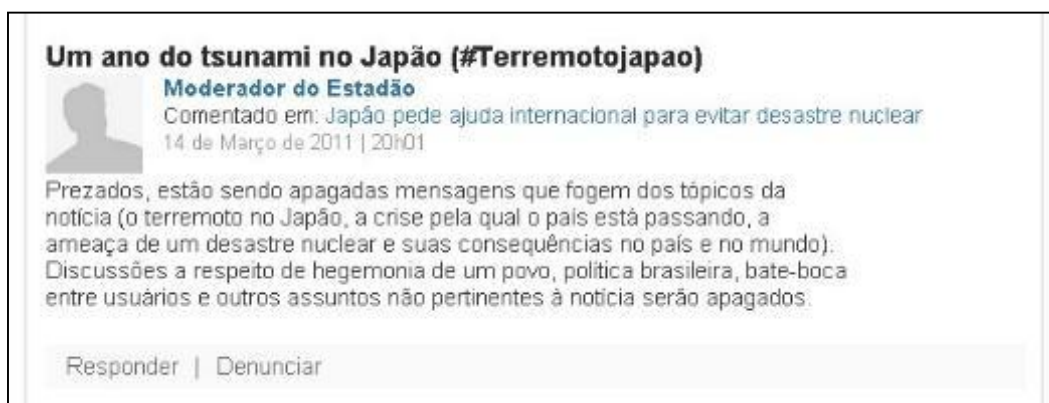 Um ano do tsunami no Japão (#Terremotojapao)
Moderador do Estadão
Comentado em: Japão pede ajuda internacional para evitar desastre nuclear
14 de Março de 2011 | 20h01
Prezados, estão sendo apagadas mensagens que fogem dos tópicos da
notícia (o terremoto no Japão, a crise pela qual o país está passando, a
ameaça de um desastre nuclear e suas consequências no país e no mundo).
Discussões a respeito de hegemonia de um povo, política brasileira, bate-boca
entre usuários e outros assuntos não pertinentes à notícia serão apagados.
Responder | Denunciar